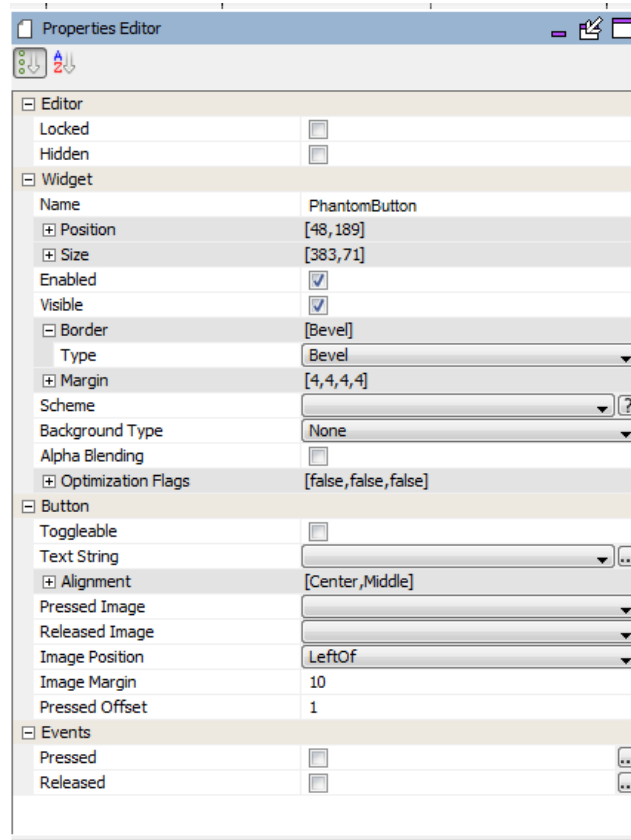 Properties Editor
Editor
Locked
Hidden
Widget
Name PhantomButton
Position [48,189]
Size [383,71]
Enabled
Visible
Border [Bevel]
Type Bevel
Margin [4,4,4,4]
Scheme ?
Background Type None
Alpha Blending
Optimization Flags [false,false,false]
Button
Toggleable
Text String ..
Alignment [Center,Middle]
Pressed Image
Released Image
Image Position LeftOf
Image Margin 10
Pressed Offset 1
Events
Pressed ..
Released ..